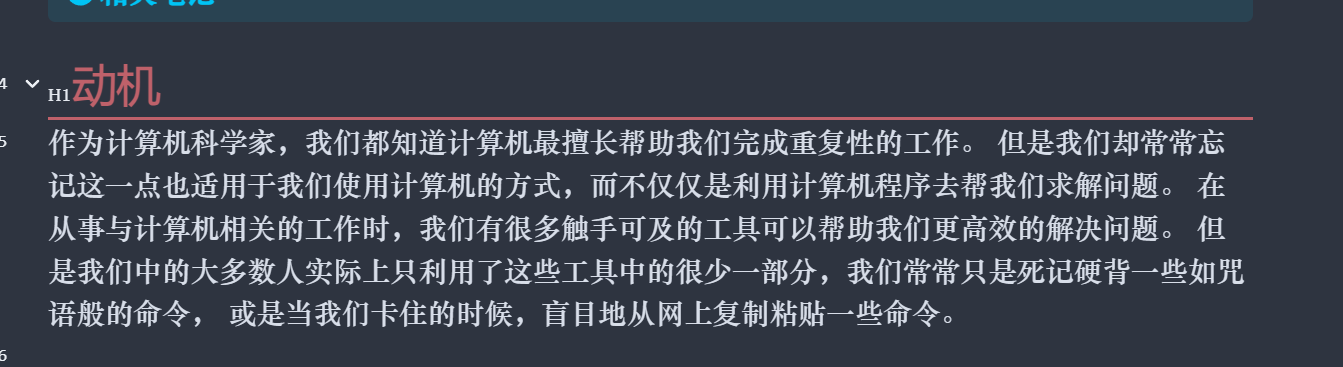 相关笔记
4
H1动机
5
作为计算机科学家，我们都知道计算机最擅长帮助我们完成重复性的工作。 但是我们却常常忘
记这一点也适用于我们使用计算机的方式，而不仅仅是利用计算机程序去帮我们求解问题。 在
从事与计算机相关的工作时，我们有很多触手可及的工具可以帮助我们更高效的解决问题。 但
是我们中的大多数人实际上只利用了这些工具中的很少一部分，我们常常只是死记硬背一些如咒
语般的命令， 或是当我们卡住的时候，盲目地从网上复制粘贴一些命令。
6